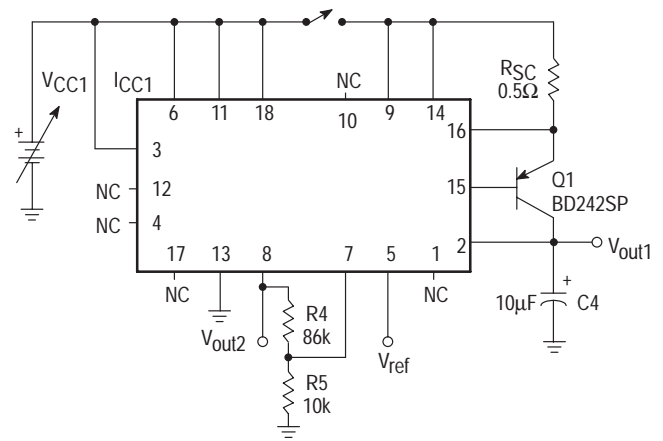 VCC1
ICC1
NC
RSC
0.5Ω
6
11
18
10
9
14
16
+
3
15
Q1
BD242SP
NC
12
NC
4
2
Vout1
17
13
8
7
5
1
NC
NC
+
10µF
C4
Vout2
R4
86k
Vref
R5
10k